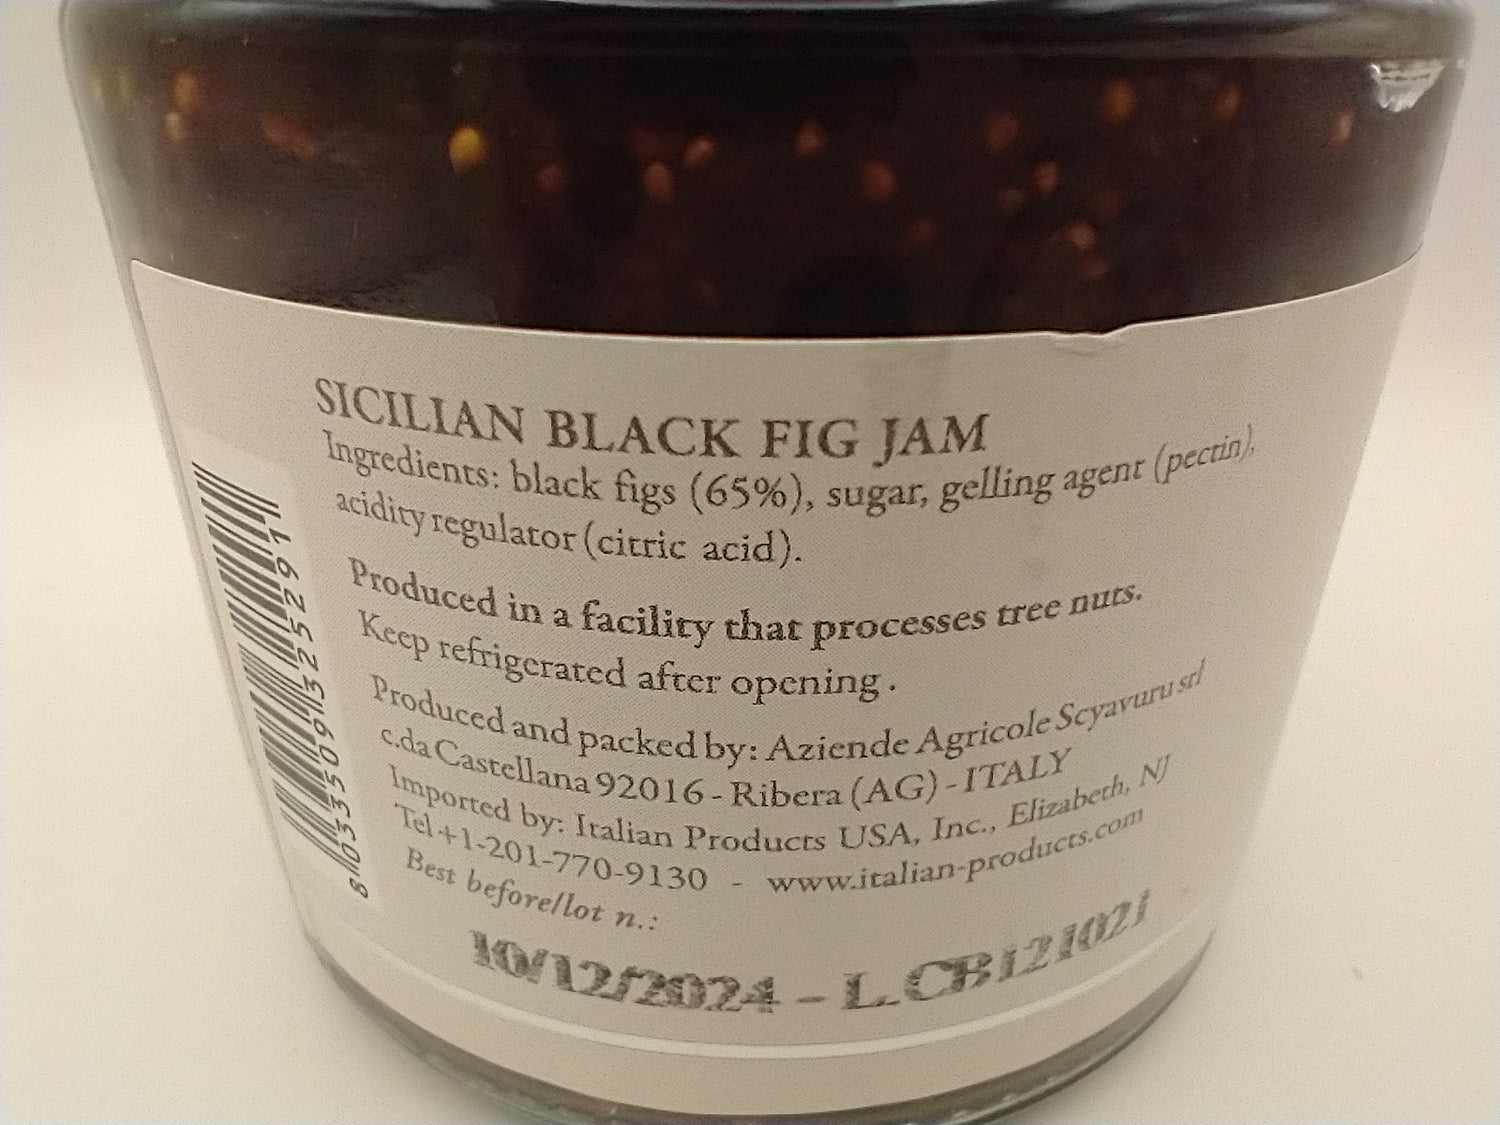 SICILIAN BLACK FIG JAM
Ingredients: black figs (65%), sugar, gelling agent (pectin),
acidity regulator (citric acid).
Produced in a facility that processes tree nuts.
Keep refrigerated after opening.
Produced and packed by: Aziende Agricole Scyavuru srl
c.da Castellana 92016 - Ribera (AG) - ITALY
Imported by: Italian Products USA, Inc., Elizabeth, NJ
Tel +1-201-770-9130 - www.italian-products.com
Best before/lot n.:
10/12/2024 - L.CB121021
8 033509 325291